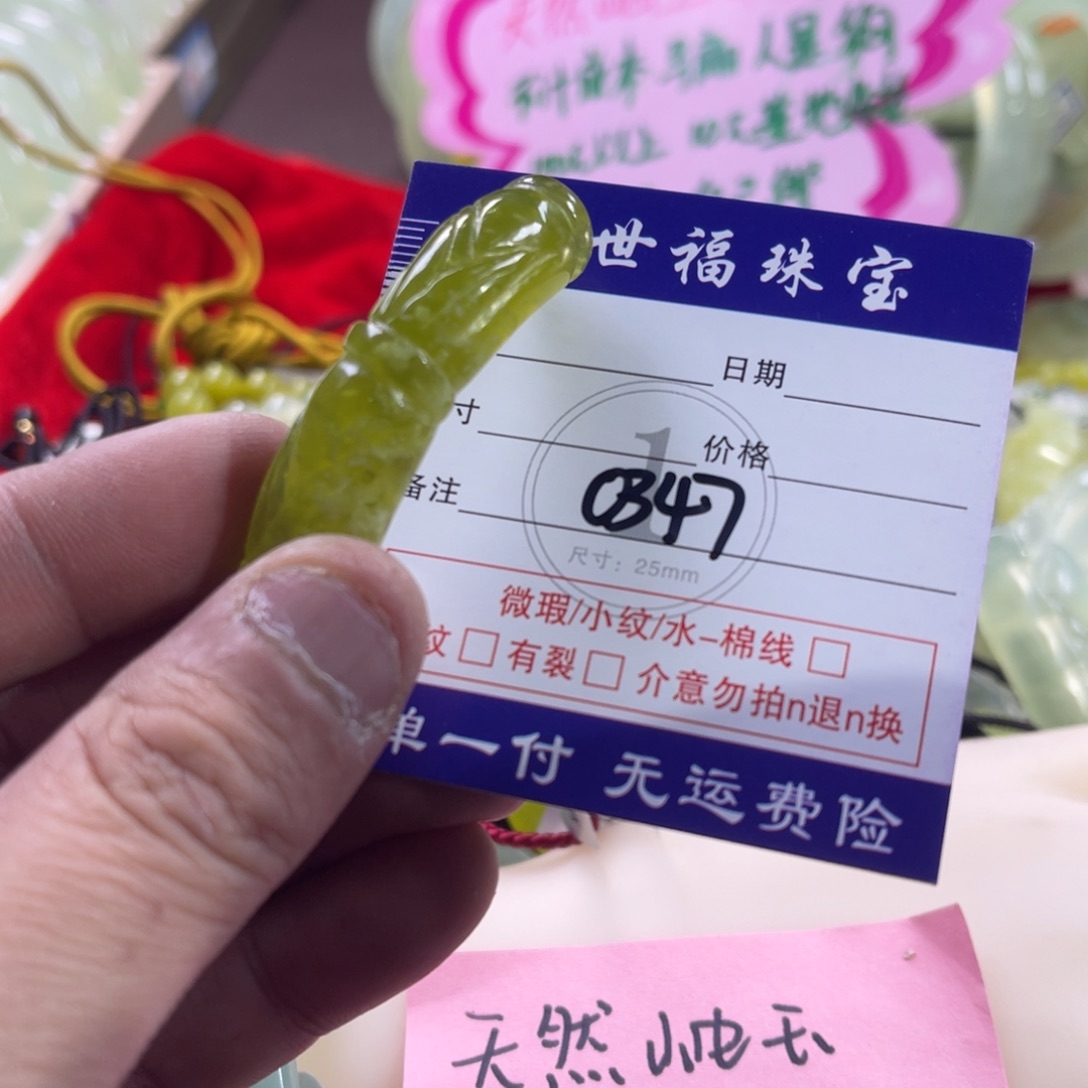 世福珠宝
日期
寸
价格
备注
0347
1
尺寸：25mm
微瑕/小纹/水-棉线 □
纹 □ 有裂 □ 介意勿拍n退n换
单一付 无运费险
天然岫玉